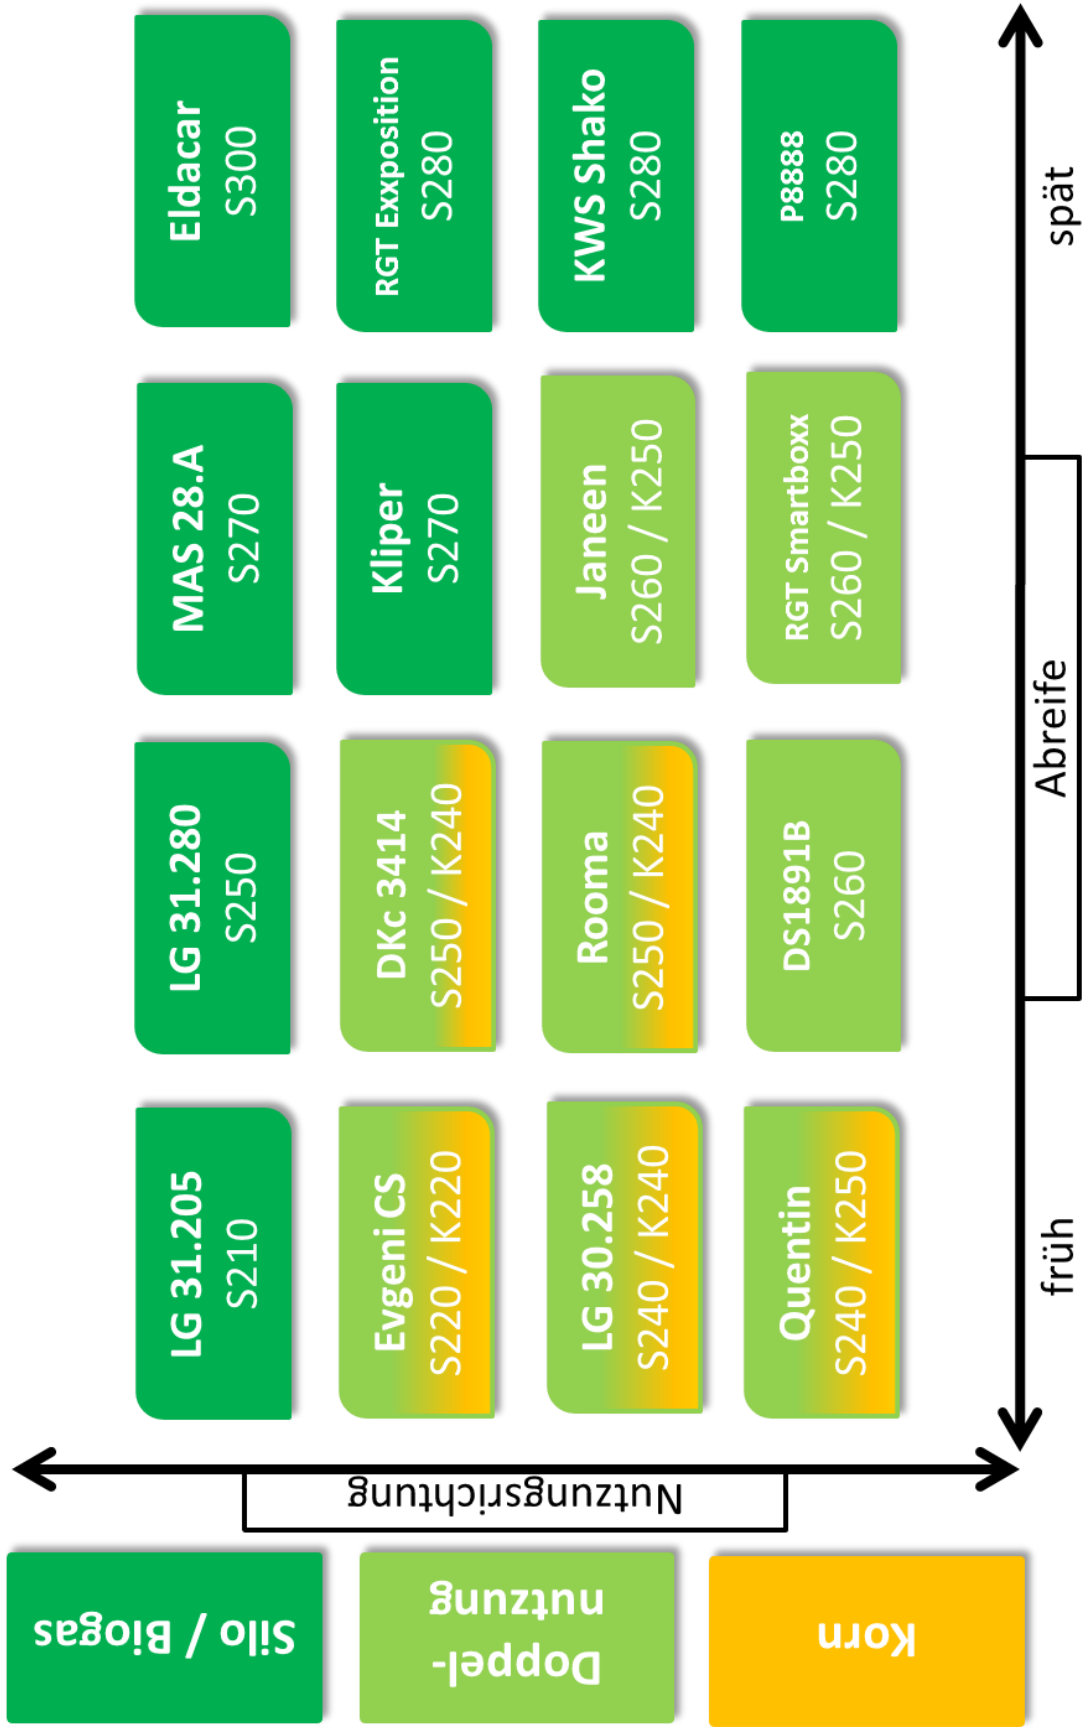 Silo / Biogas
Doppel-
nutzung
Korn
Nutzungsrichtung
LG 31.205
S210
LG 31.280
S250
MAS 28.A
S270
Eldacar
S300
Evgeni CS
S220 / K220
DKc 3414
S250 / K240
Kliper
S270
RGT Exxposition
S280
LG 30.258
S240 / K240
Rooma
S250 / K240
Janeen
S260 / K250
KWS Shako
S280
Quentin
S240 / K250
DS1891B
S260
RGT Smartboxx
S260 / K250
P8888
S280
früh
Abreife
spät